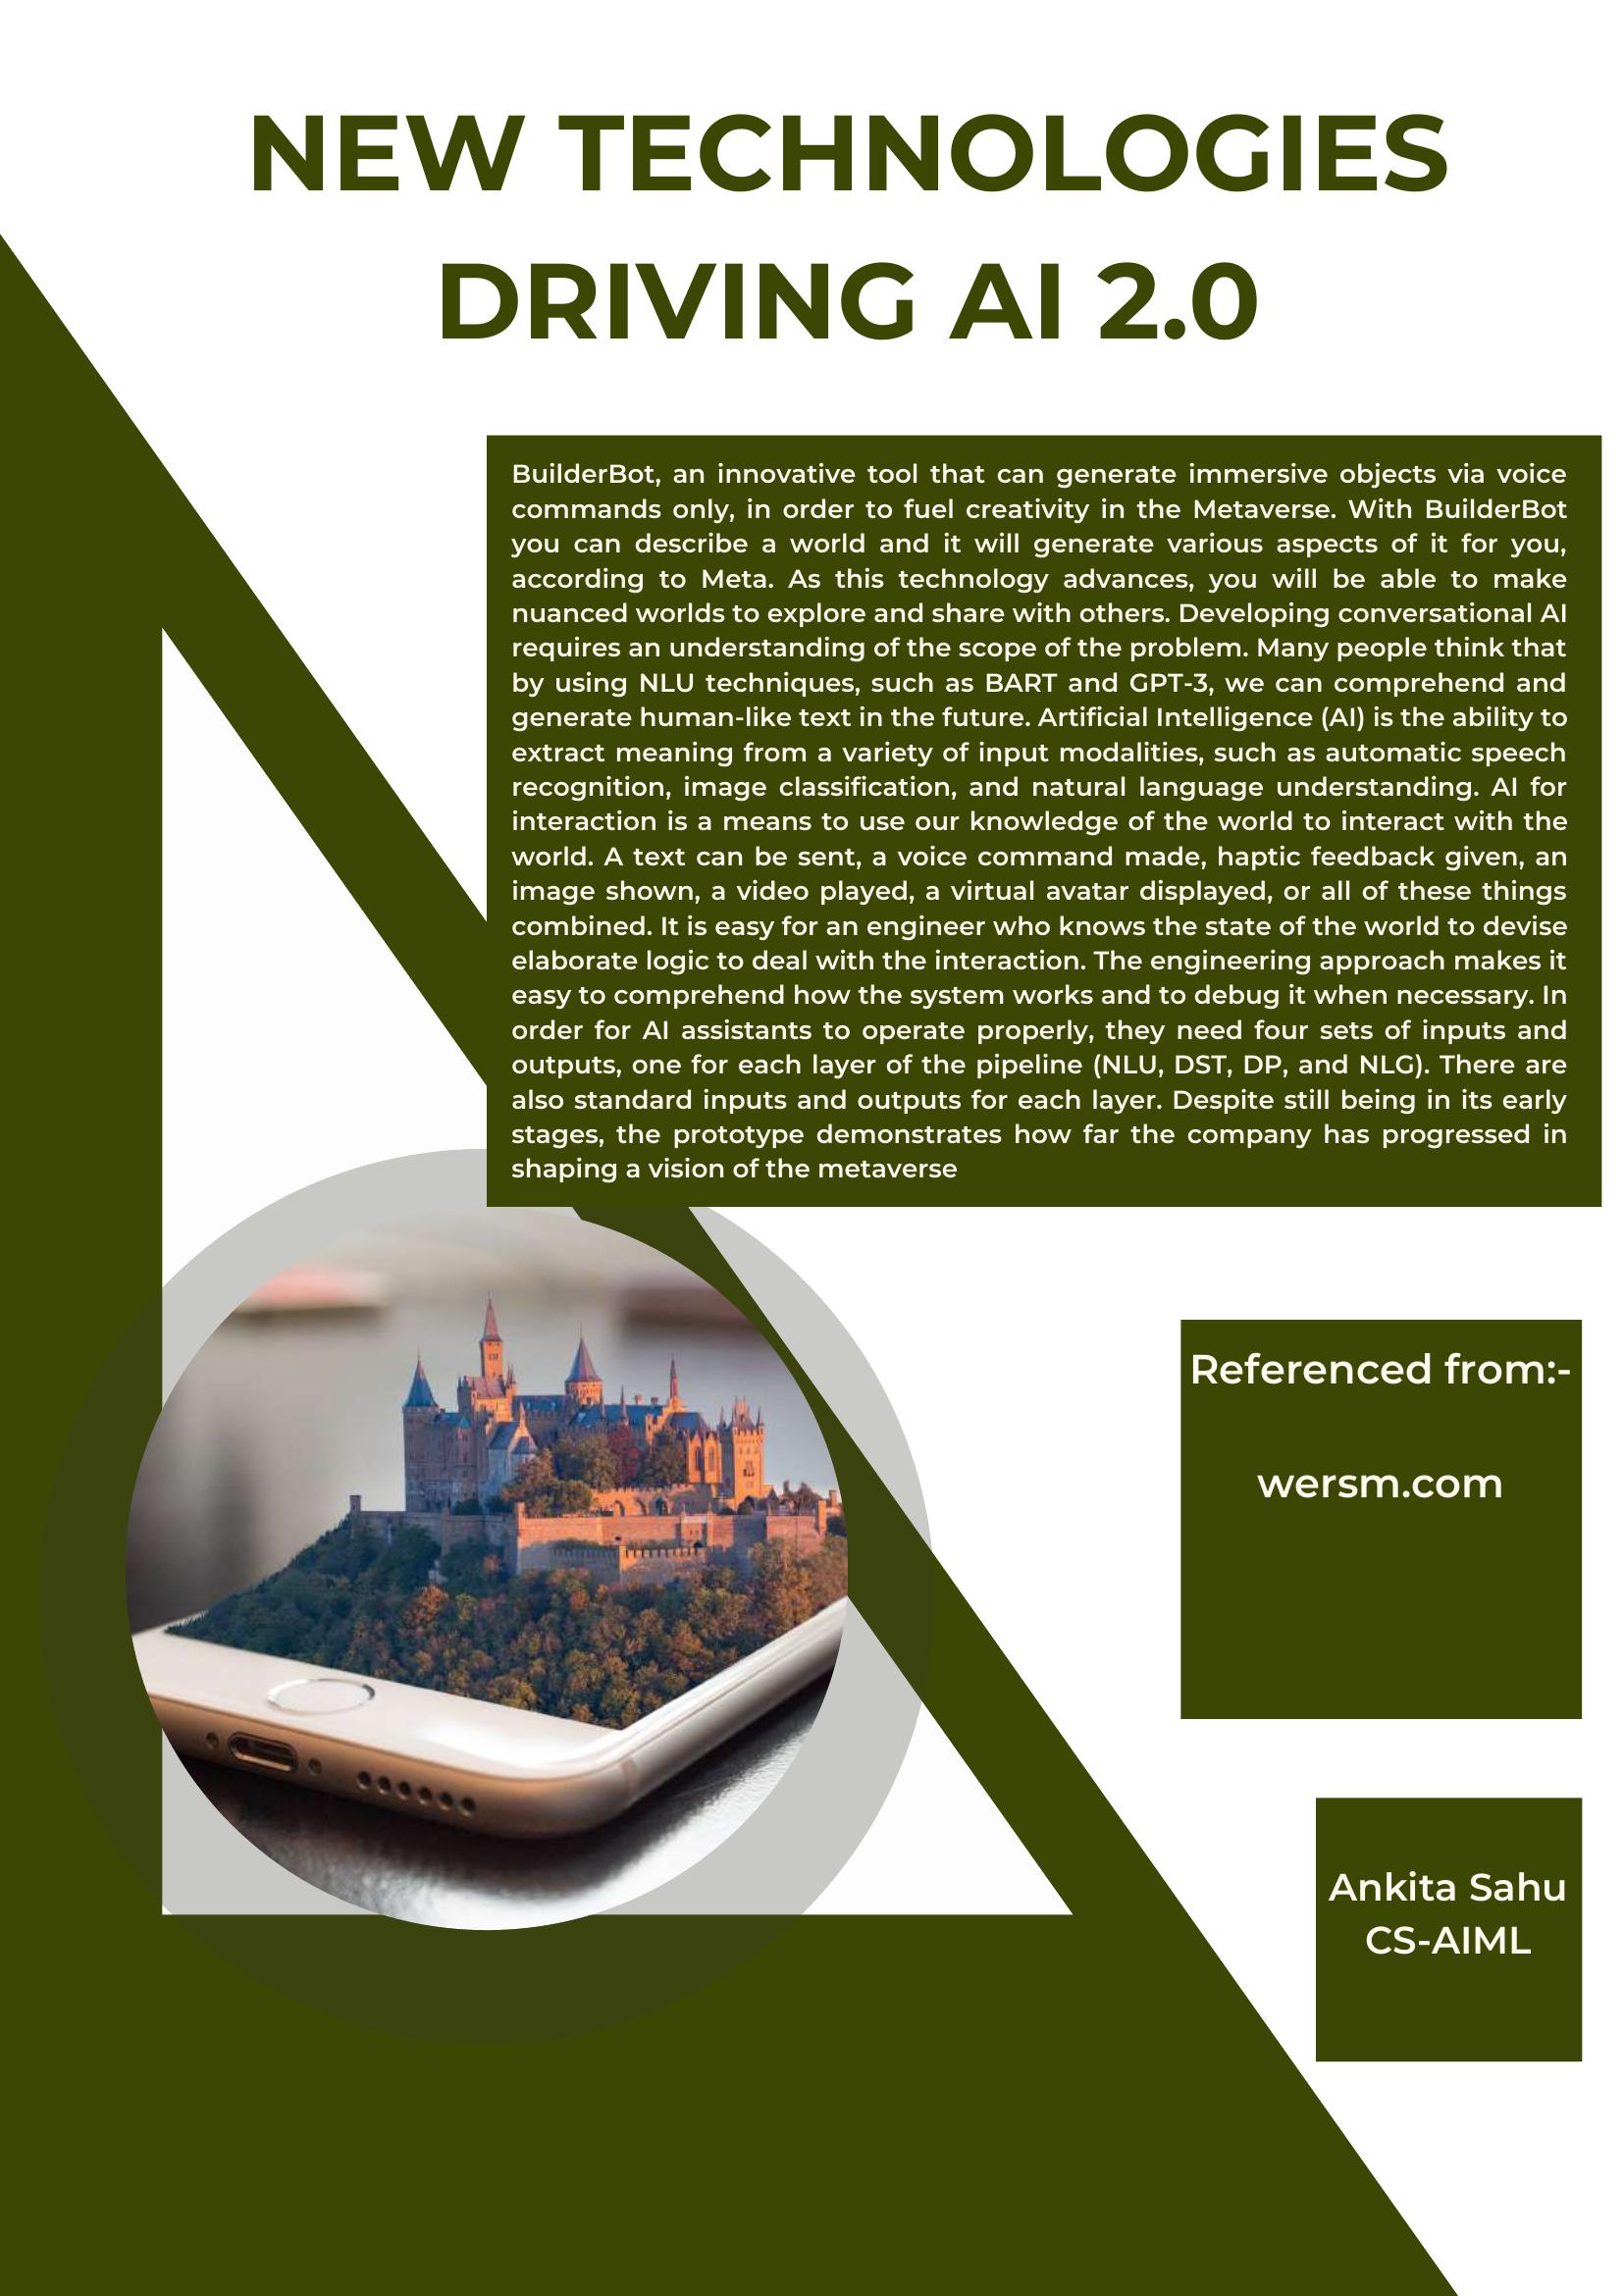 NEW TECHNOLOGIES
DRIVING AI 2.0
BuilderBot, an innovative tool that can generate immersive objects via voice
commands only, in order to fuel creativity in the Metaverse. With BuilderBot
you can describe a world and it will generate various aspects of it for you,
according to Meta. As this technology advances, you will be able to make
nuanced worlds to explore and share with others. Developing conversational AI
requires an understanding of the scope of the problem. Many people think that
by using NLU techniques, such as BART and GPT-3, we can comprehend and
generate human-like text in the future. Artificial Intelligence (AI) is the ability to
extract meaning from a variety of input modalities, such as automatic speech
recognition, image classification, and natural language understanding. AI for
interaction is a means to use our knowledge of the world to interact with the
world. A text can be sent, a voice command made, haptic feedback given, an
image shown, a video played, a virtual avatar displayed, or all of these things
combined. It is easy for an engineer who knows the state of the world to devise
elaborate logic to deal with the interaction. The engineering approach makes it
easy to comprehend how the system works and to debug it when necessary. In
order for AI assistants to operate properly, they need four sets of inputs and
outputs, one for each layer of the pipeline (NLU, DST, DP, and NLG). There are
also standard inputs and outputs for each layer. Despite still being in its early
stages, the prototype demonstrates how far the company has progressed in
shaping a vision of the metaverse
Referenced from:-
wersm.com
Ankita Sahu
CS-AIML